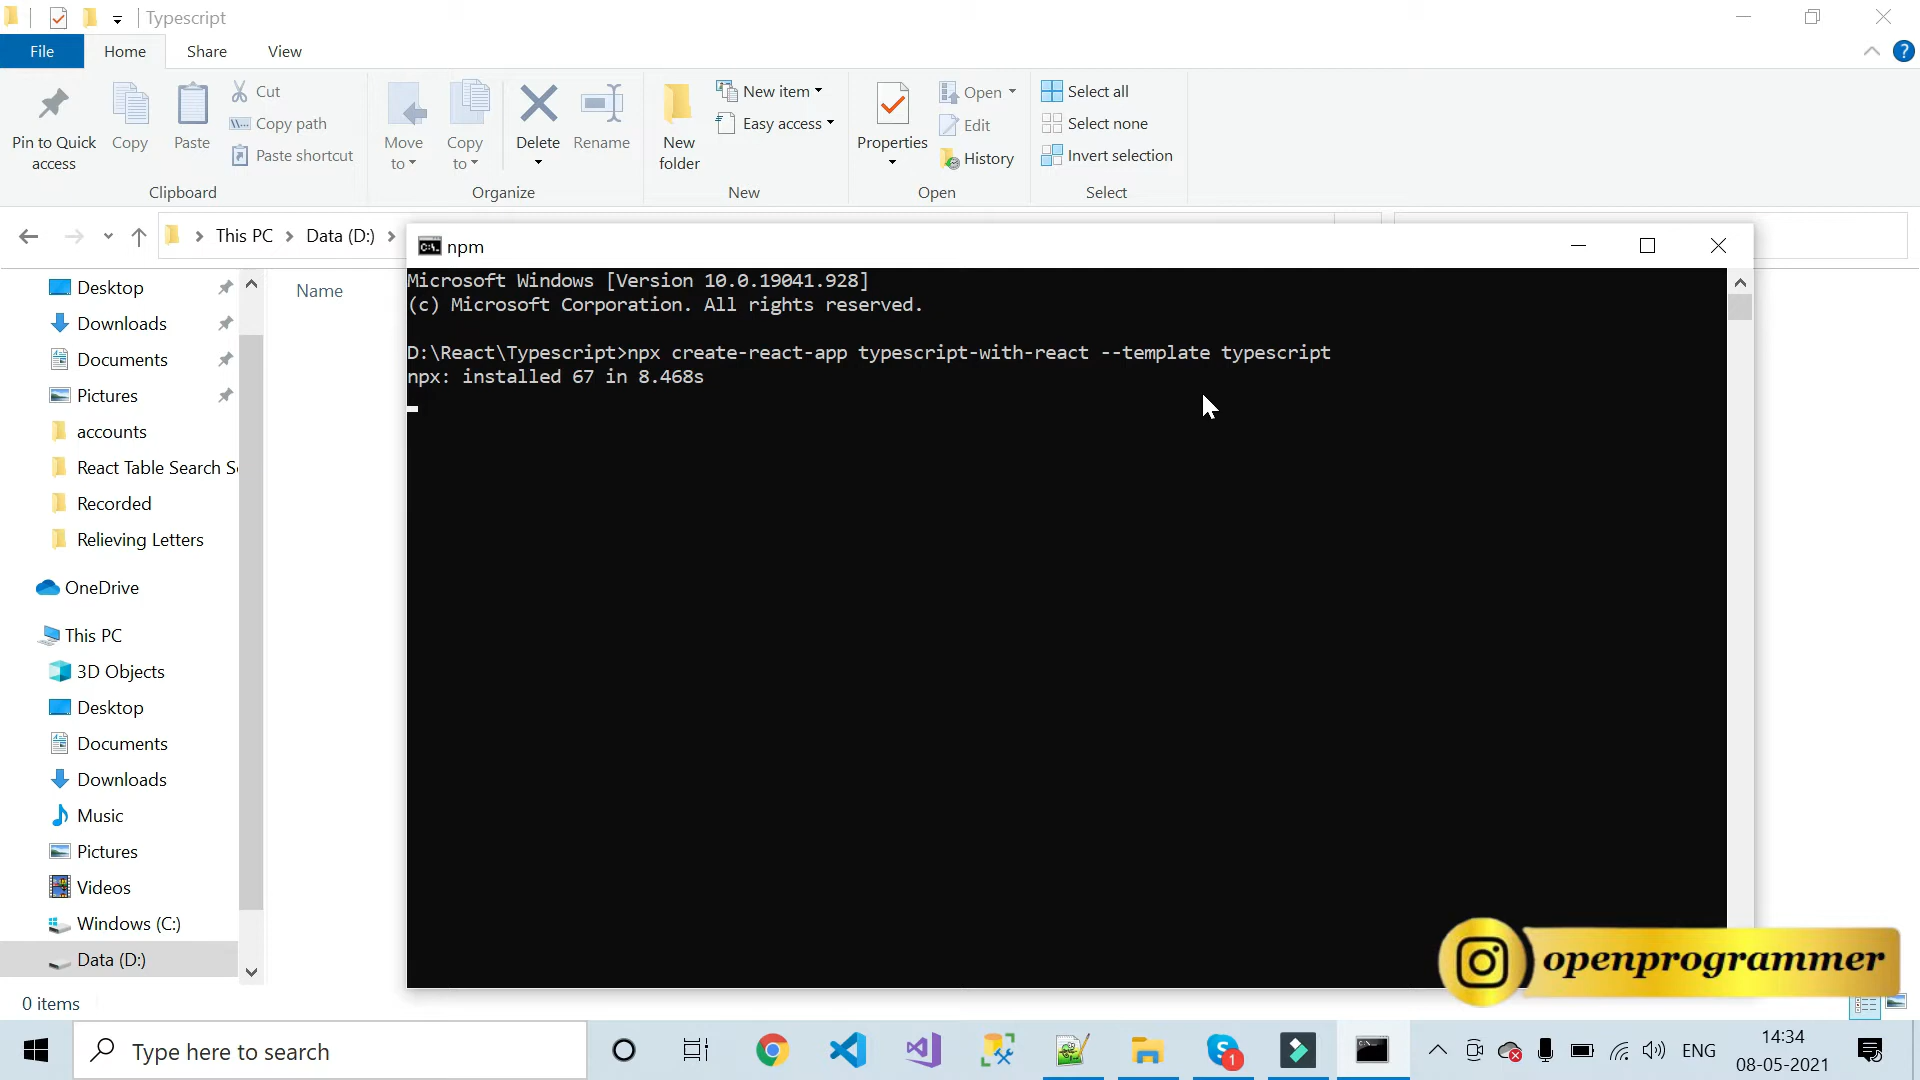 Typescript
File
Home
Share
View
Pin to Quick
access
Copy
Paste
Cut
Copy path
Paste shortcut
Clipboard
Move
to
Copy
to
Delete
Rename
Organize
New
folder
New item
Easy access
New
Properties
Open
Edit
History
Open
Select all
Select none
Invert selection
Select
This PC
Data (D:)
npm
Microsoft Windows [Version 10.0.19041.928]
(c) Microsoft Corporation. All rights reserved.
D:\React\Typescript>npx create-react-app typescript-with-react --template typescript
npx: installed 67 in 8.468s
Name
Desktop
Downloads
Documents
Pictures
accounts
React Table Search S
Recorded
Relieving Letters
OneDrive
This PC
3D Objects
Desktop
Documents
Downloads
Music
Pictures
Videos
Windows (C:)
Data (D:)
0 items
openprogrammer
Type here to search
1
ENG
14:34
08-05-2021